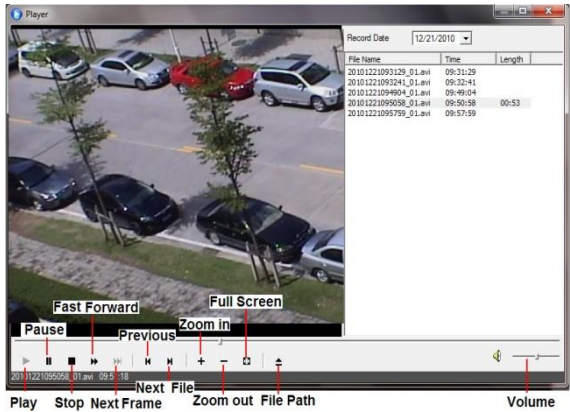 Player
Record Date 12/21/2010
File Name Time Length
20101221093129_01.avi 09:31:29
20101221093241_01.avi 09:32:41
20101221094904_01.avi 09:49:04
20101221095058_01.avi 09:50:58 00:53
20101221095759_01.avi 09:57:59
Full Screen
Fast Forward
Zoom in
Pause
Previous
20101221095058_01.avi
Next File
Play
Stop
Next Frame
Zoom out
File Path
Volume